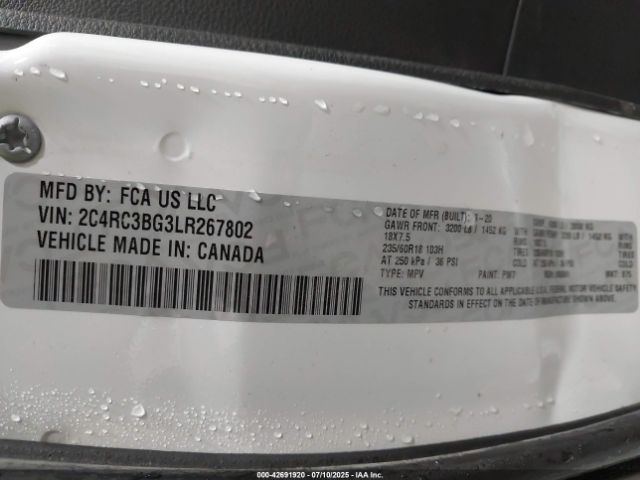 MFD BY: FCA US LLC
VIN: 2C4RC3BG3LR267802
VEHICLE MADE IN: CANADA
DATE OF MFR (BUILT): 1-20
GAWR FRONT: 3200 LB / 1452 KG
18X7.5
235/60R18 103H
AT 250 kPa / 36 PSI
TYPE: MPV PAINT: PW7
THIS VEHICLE CONFORMS TO ALL APPLICABLE U.S.A. FEDERAL MOTOR VEHICLE SAFETY
STANDARDS IN EFFECT ON THE DATE OF MANUFACTURE SHOWN ABOVE.
000-42691920 - 07/10/2025 - IAAI.COM